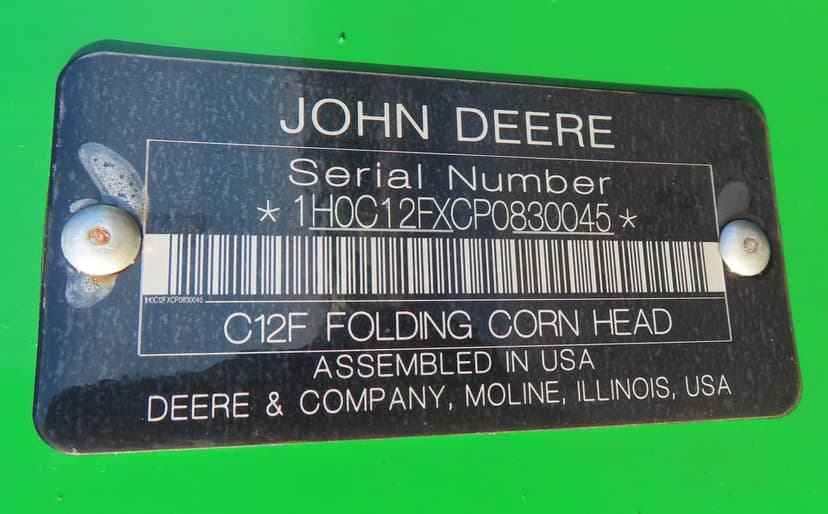 JOHN DEERE
Serial Number
*1H0C12FXCP0830045*
1H0C12FXCP0830045
C12F FOLDING CORN HEAD
ASSEMBLED IN USA
DEERE & COMPANY, MOLINE, ILLINOIS, USA